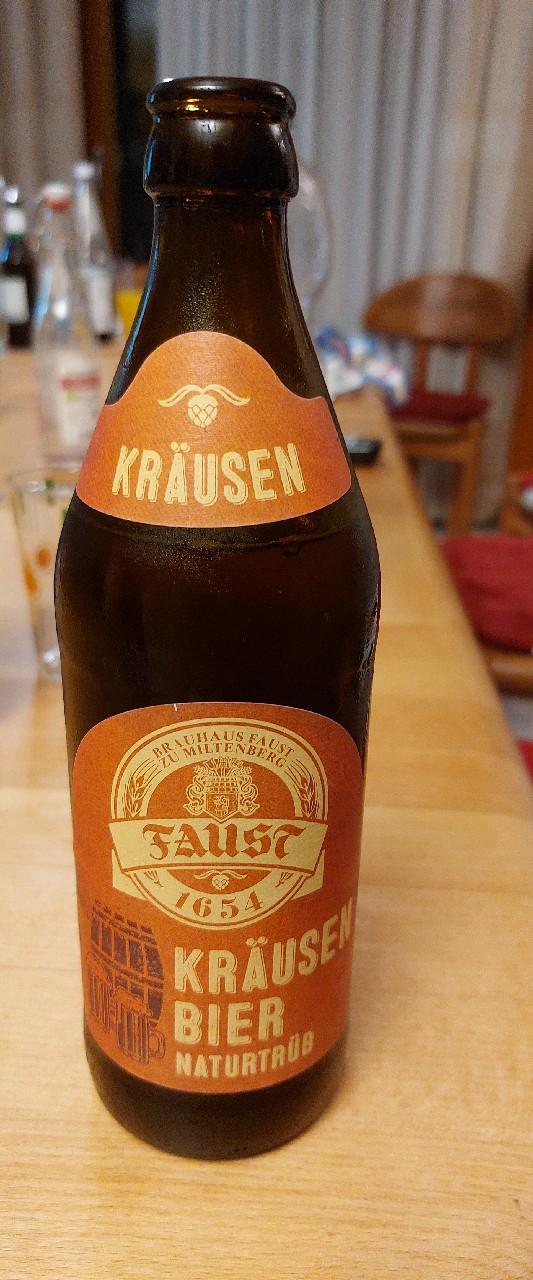 KRÄUSEN
BRAUHAUS FAUST
ZU MILTENBERG
FAUST
1654
KRÄUSEN
BIER
NATURTRÜB